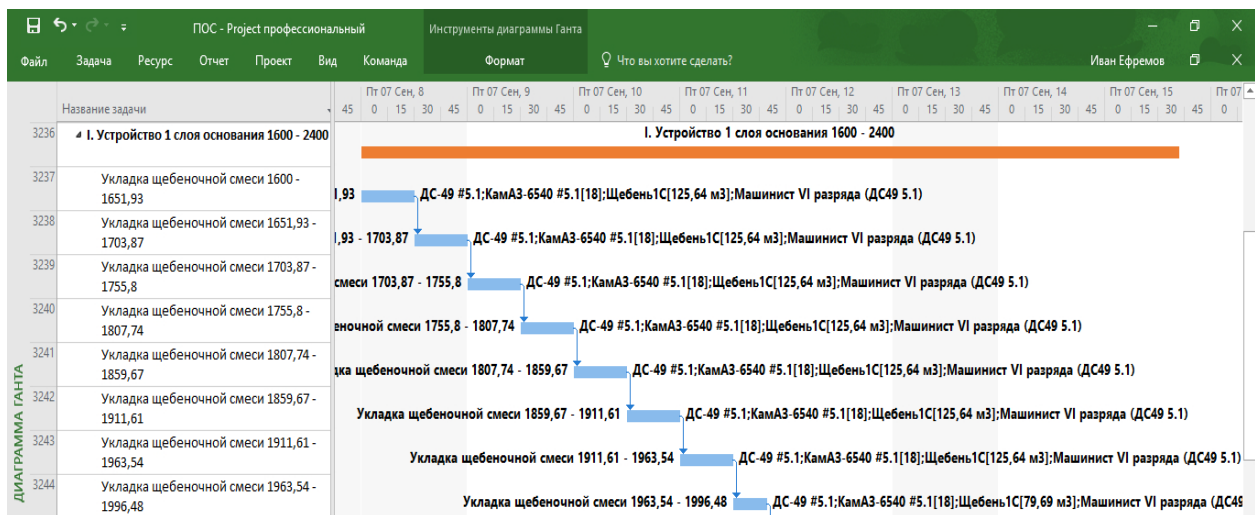 ПОС - Project профессиональный
Инструменты диаграммы Ганта
Файл Задача Ресурс Отчет Проект Вид Команда Формат Что вы хотите сделать? Иван Ефремов
Пт 07 Сен, 8 Пт 07 Сен, 9 Пт 07 Сен, 10 Пт 07 Сен, 11 Пт 07 Сен, 12 Пт 07 Сен, 13 Пт 07 Сен, 14 Пт 07 Сен, 15 Пт 07
Название задачи 45 0 15 30 45 0 15 30 45 0 15 30 45 0 15 30 45 0 15 30 45 0 15 30 45 0 15 30 45 0 15 30 45 0
3236 I. Устройство 1 слоя основания 1600 - 2400 I. Устройство 1 слоя основания 1600 - 2400
3237 Укладка щебеночной смеси 1600 -
1651,93
1,93 ДС-49 #5.1;КамАЗ-6540 #5.1[18];Щебень1С[125,64 м3];Машинист VI разряда (ДС49 5.1)
3238 Укладка щебеночной смеси 1651,93 -
1703,87
1,93 - 1703,87 ДС-49 #5.1;КамАЗ-6540 #5.1[18];Щебень1С[125,64 м3];Машинист VI разряда (ДС49 5.1)
3239 Укладка щебеночной смеси 1703,87 -
1755,8
смеси 1703,87 - 1755,8 ДС-49 #5.1;КамАЗ-6540 #5.1[18];Щебень1С[125,64 м3];Машинист VI разряда (ДС49 5.1)
3240 Укладка щебеночной смеси 1755,8 -
1807,74
еночной смеси 1755,8 - 1807,74 ДС-49 #5.1;КамАЗ-6540 #5.1[18];Щебень1С[125,64 м3];Машинист VI разряда (ДС49 5.1)
3241 Укладка щебеночной смеси 1807,74 -
1859,67
дка щебеночной смеси 1807,74 - 1859,67 ДС-49 #5.1;КамАЗ-6540 #5.1[18];Щебень1С[125,64 м3];Машинист VI разряда (ДС49 5.1)
3242 Укладка щебеночной смеси 1859,67 -
1911,61
Укладка щебеночной смеси 1859,67 - 1911,61 ДС-49 #5.1;КамАЗ-6540 #5.1[18];Щебень1С[125,64 м3];Машинист VI разряда (ДС49 5.1)
3243 Укладка щебеночной смеси 1911,61 -
1963,54
Укладка щебеночной смеси 1911,61 - 1963,54 ДС-49 #5.1;КамАЗ-6540 #5.1[18];Щебень1С[125,64 м3];Машинист VI разряда (ДС49 5.1)
3244 Укладка щебеночной смеси 1963,54 -
1996,48
Укладка щебеночной смеси 1963,54 - 1996,48 ДС-49 #5.1;КамАЗ-6540 #5.1[18];Щебень1С[79,69 м3];Машинист VI разряда (ДС49
ДИАГРАММА ГАНТА